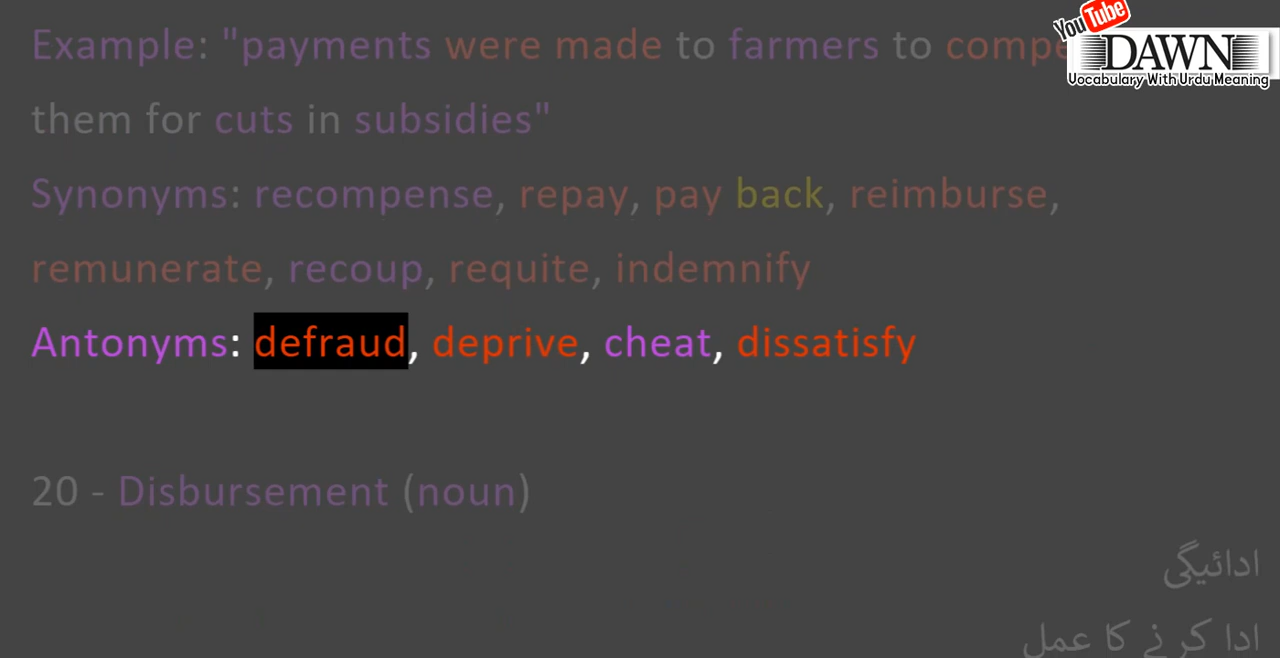 Example: "payments were made to farmers to compe
them for cuts in subsidies"
Synonyms: recompense, repay, pay back, reimburse,
remunerate, recoup, requite, indemnify
Antonyms: defraud, deprive, cheat, dissatisfy
20 - Disbursement (noun)
ادائیگی
ادا کرنے کا عمل
YouTube
DAWN
Vocabulary With Urdu Meaning